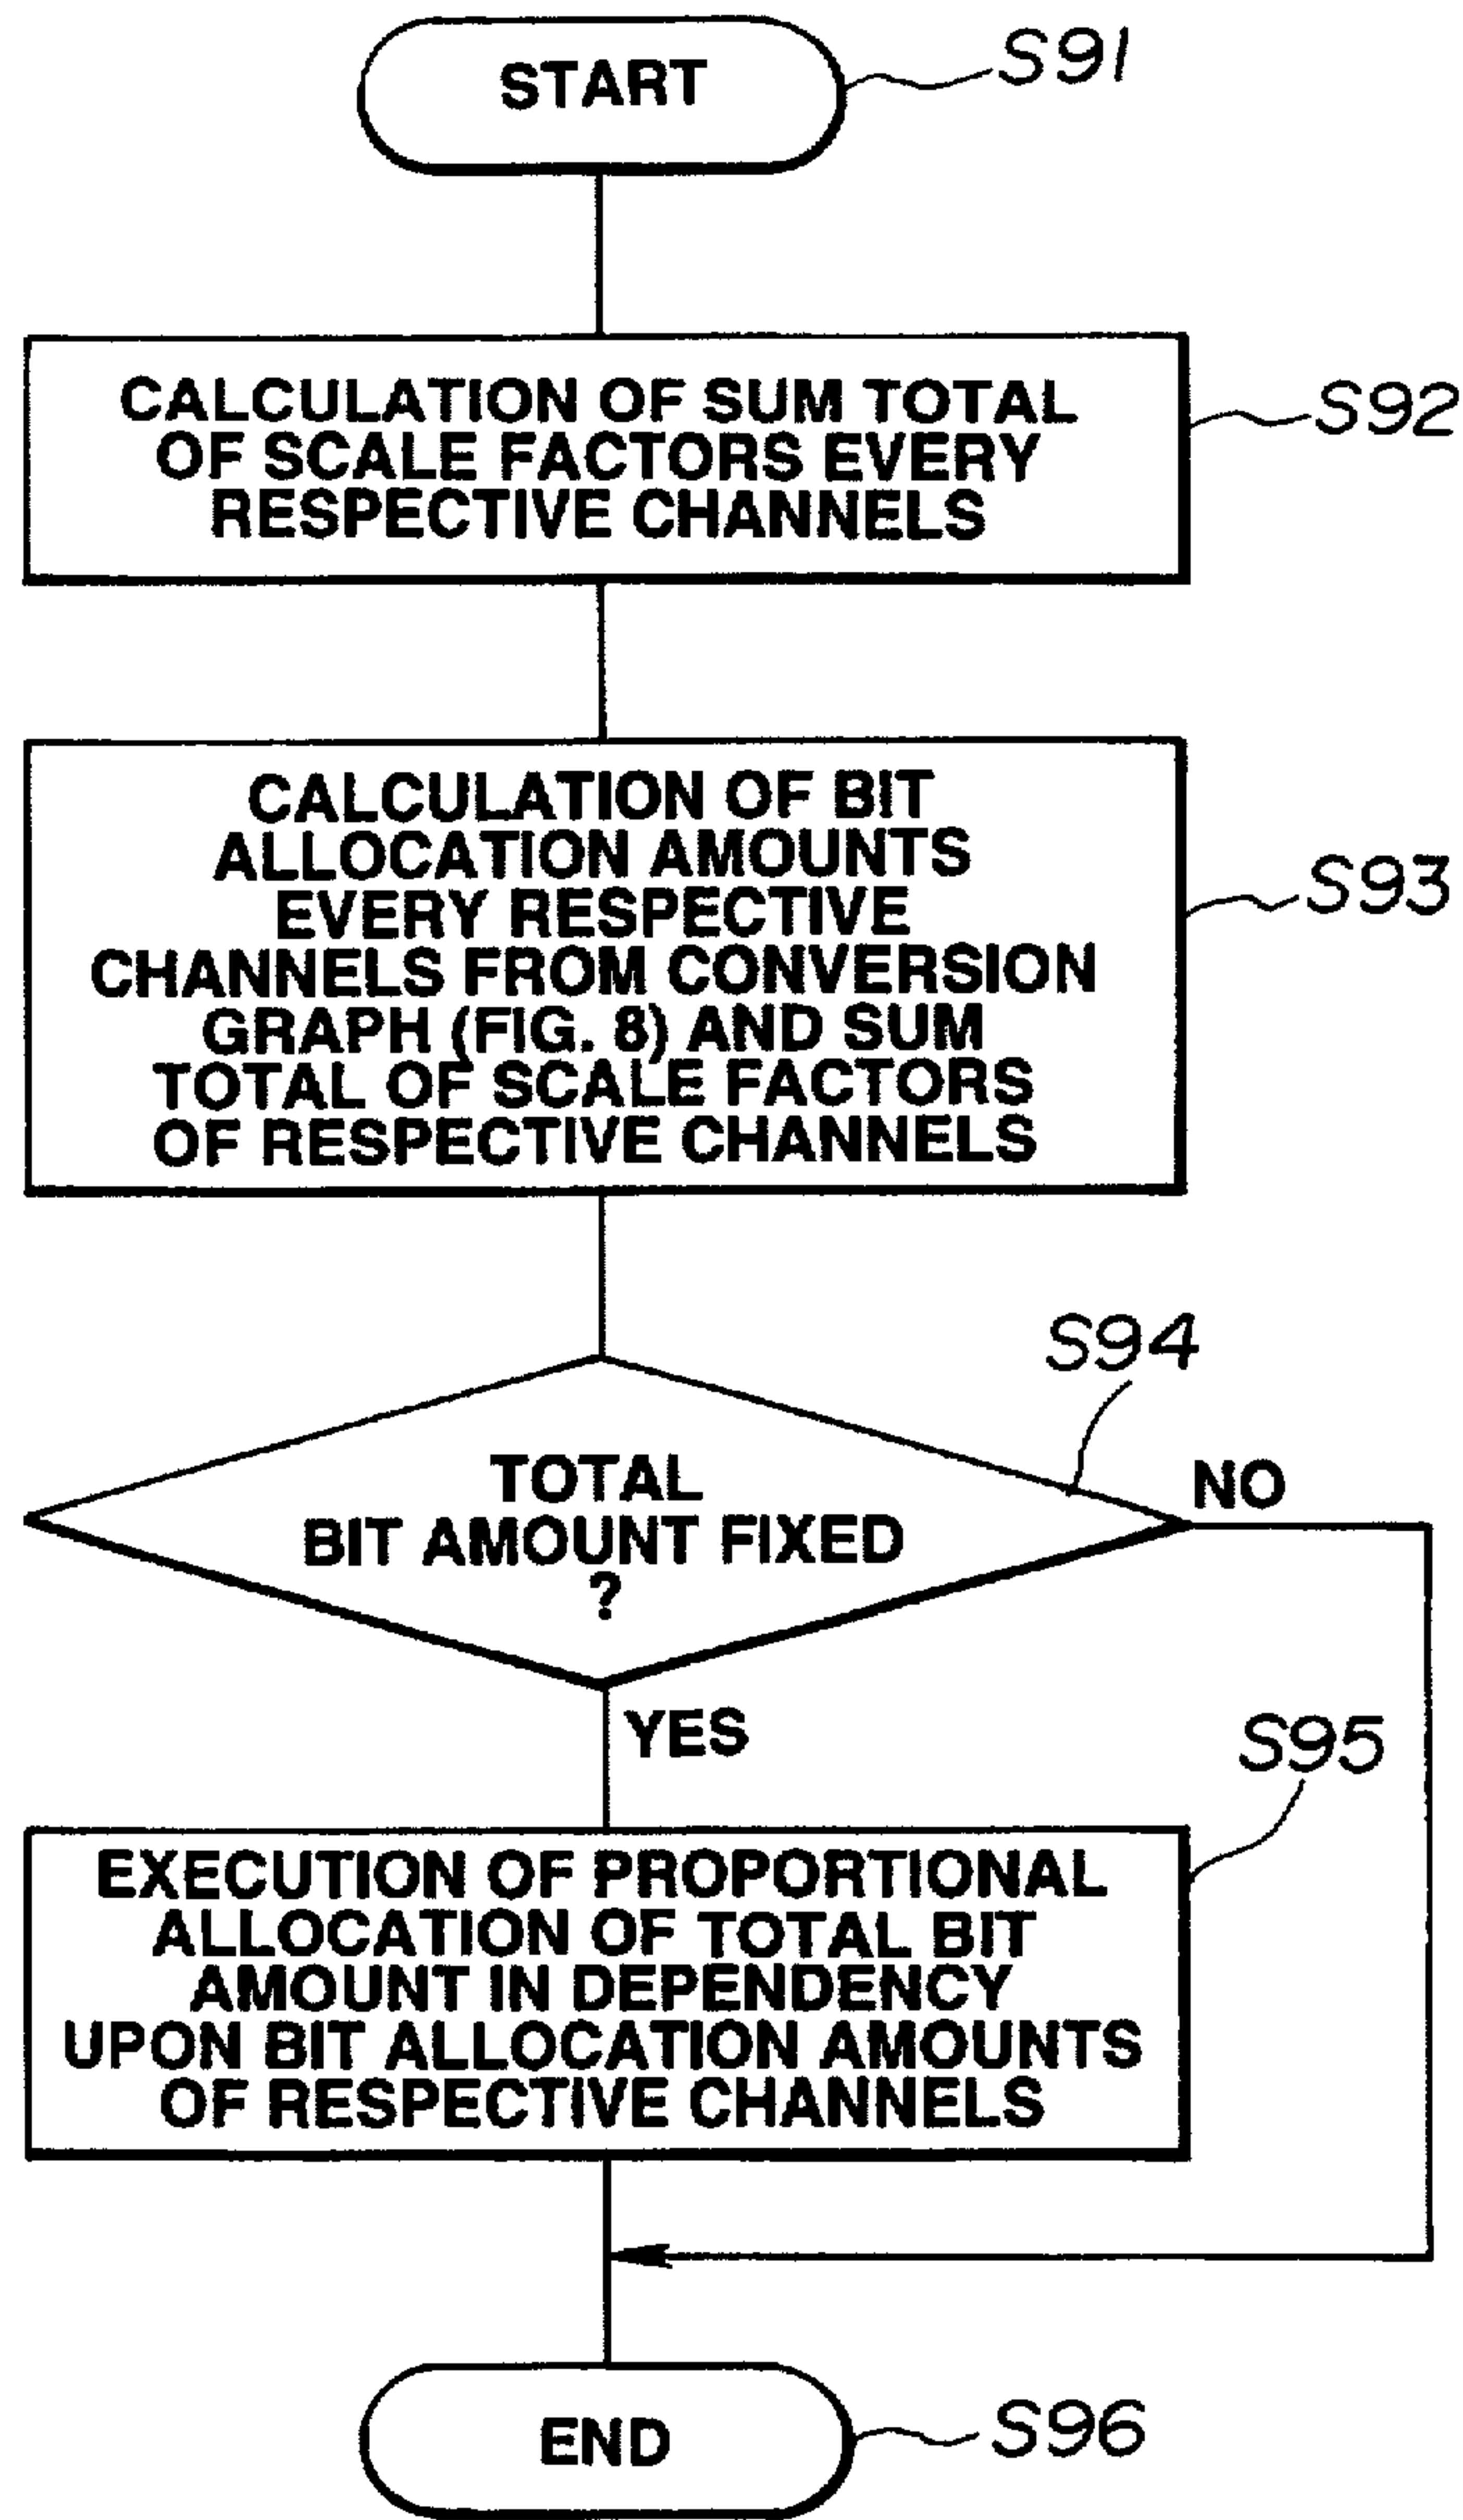 START
S91
CALCULATION OF SUM TOTAL
OF SCALE FACTORS EVERY
RESPECTIVE CHANNELS
S92
CALCULATION OF BIT
ALLOCATION AMOUNTS
EVERY RESPECTIVE
CHANNELS FROM CONVERSION
GRAPH (FIG. 8) AND SUM
TOTAL OF SCALE FACTORS
OF RESPECTIVE CHANNELS
S93
S94
TOTAL
BIT AMOUNT FIXED
?
NO
YES
S95
EXECUTION OF PROPORTIONAL
ALLOCATION OF TOTAL BIT
AMOUNT IN DEPENDENCY
UPON BIT ALLOCATION AMOUNTS
OF RESPECTIVE CHANNELS
END
S96